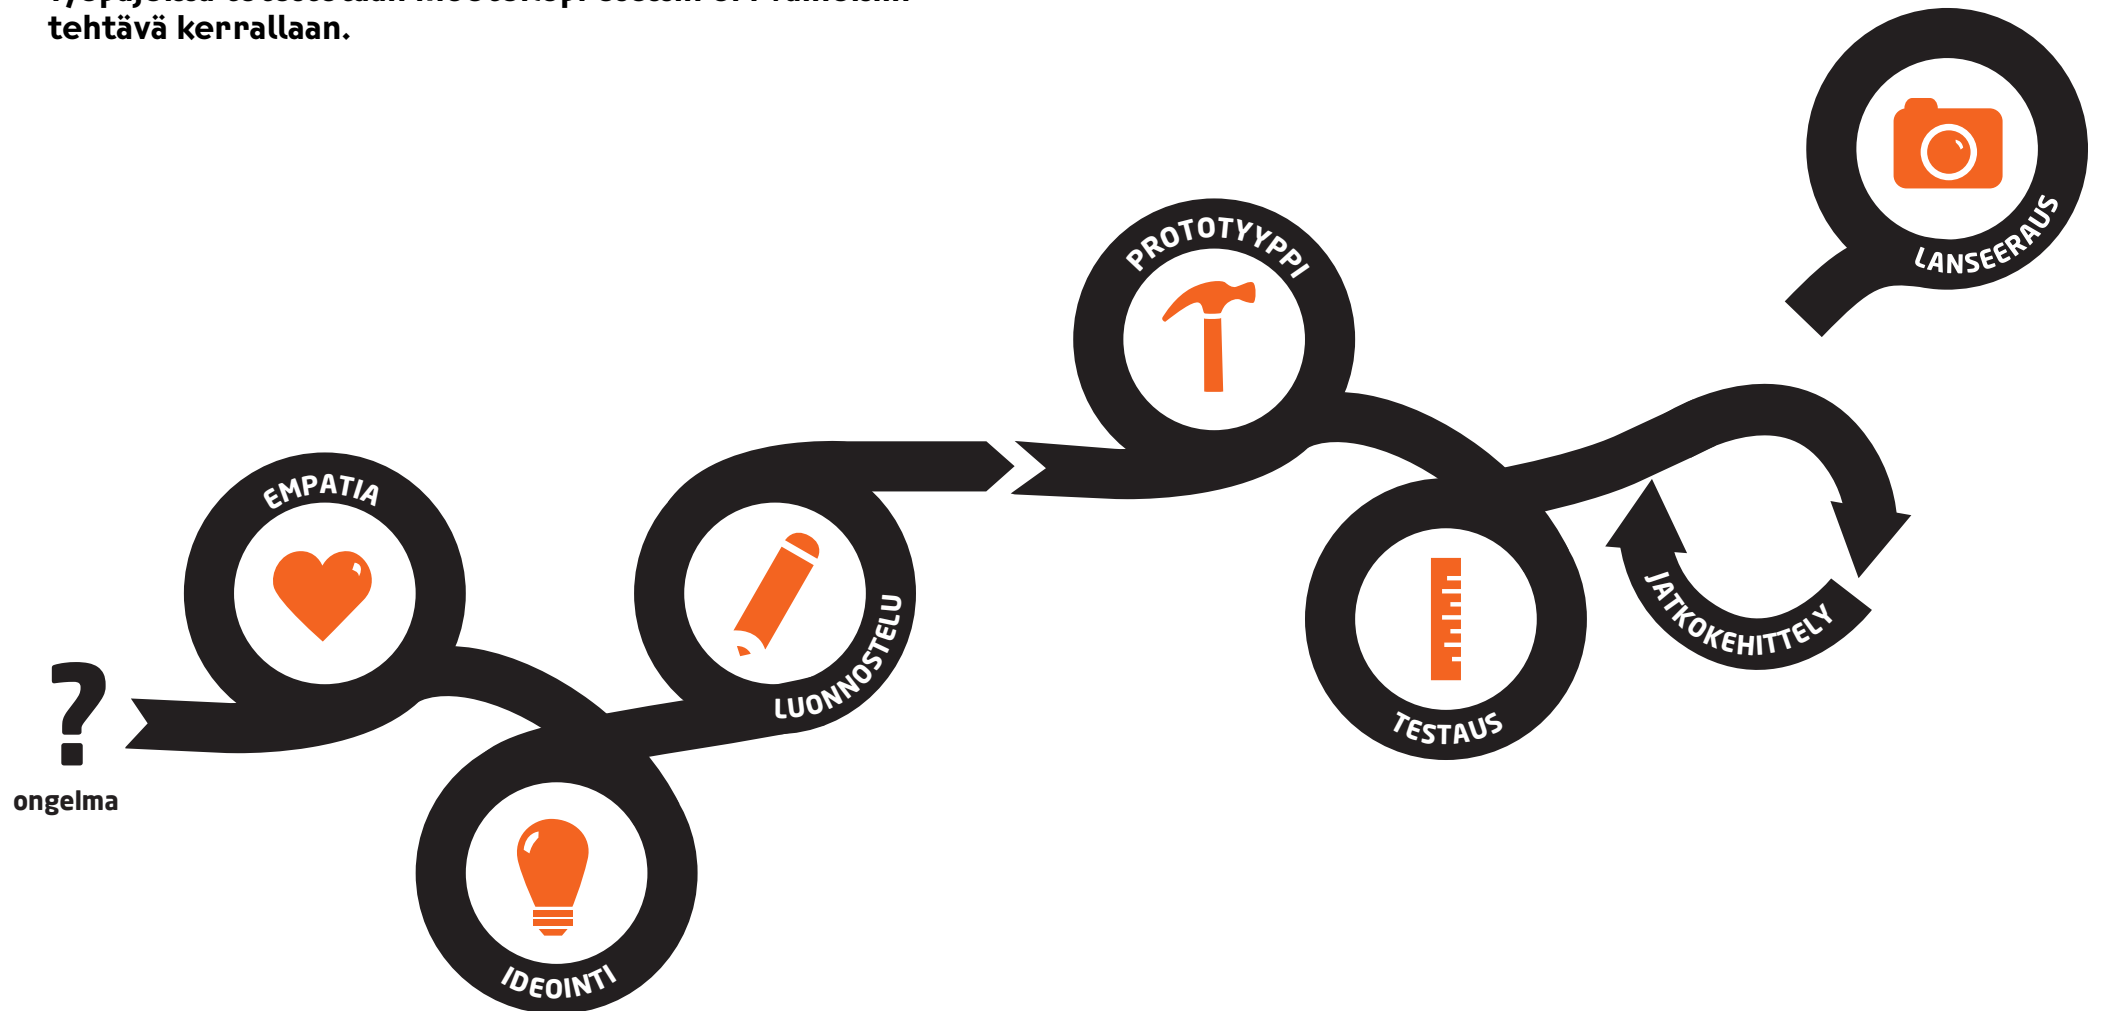 tehtävä kerrallaan.
LANSEERAUS
PROTOTYYPPI
EMPATIA
JATKOKEHITTELY
LUONNOSTELU
TESTAUS
?
ongelma
IDEOINTI